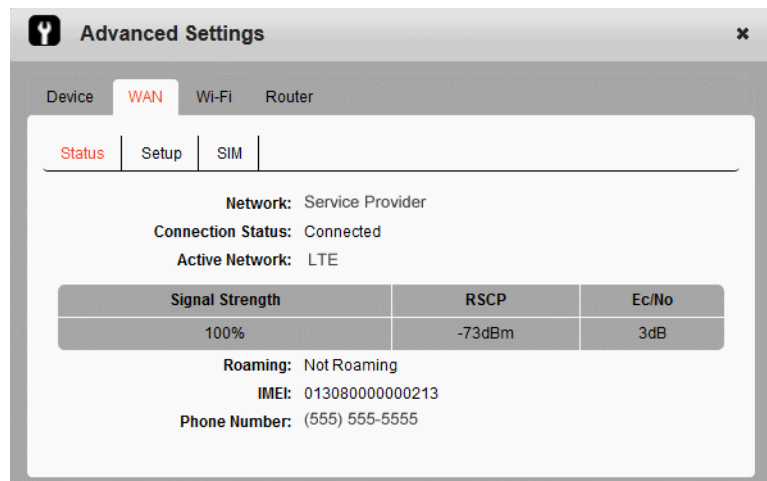 Advanced Settings
Device WAN Wi-Fi Router
Status Setup SIM
Network: Service Provider
Connection Status: Connected
Active Network: LTE
Signal Strength RSCP Ec/No
100% -73dBm 3dB
Roaming: Not Roaming
IMEI: 013080000000213
Phone Number: (555) 555-5555